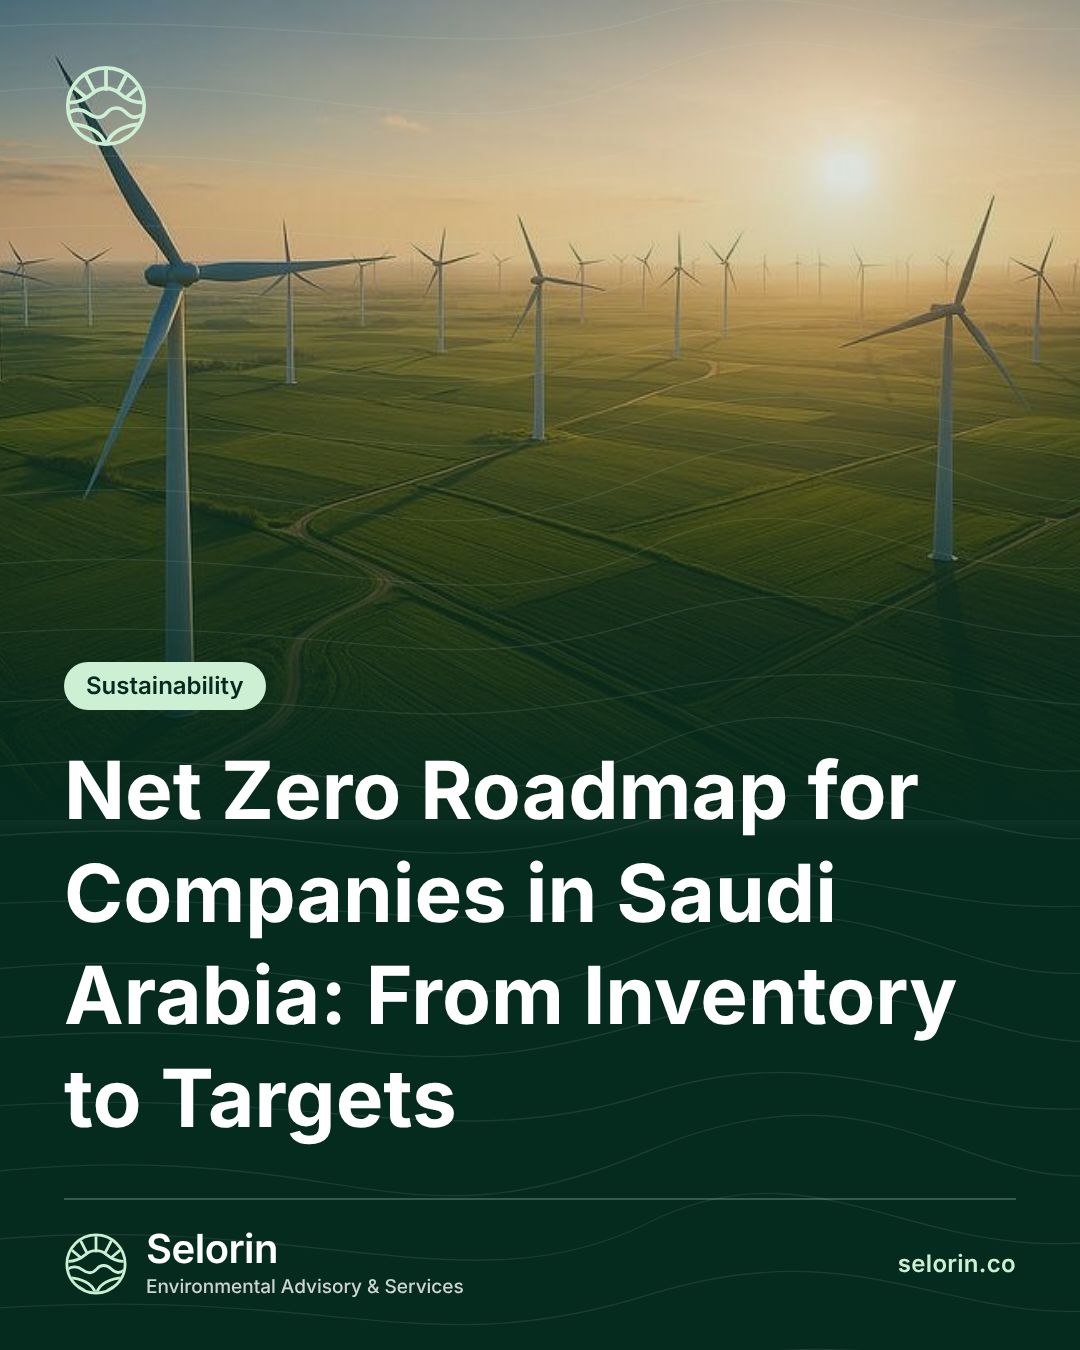 Sustainability
Net Zero Roadmap for
Companies in Saudi
Arabia: From Inventory
to Targets
Selorin
Environmental Advisory & Services
selorin.co